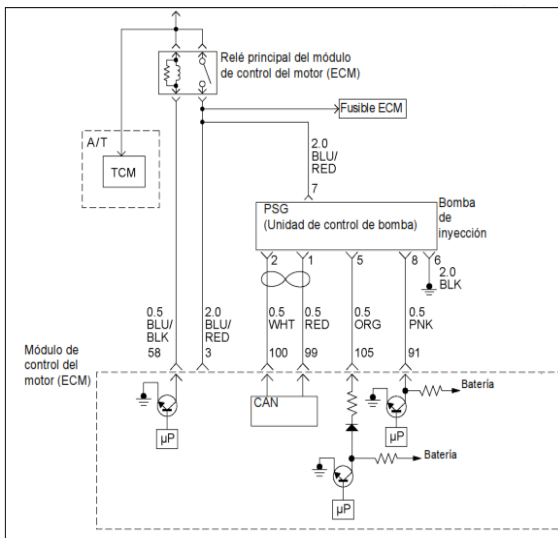 Relé principal del módulo
de control del motor (ECM)
Fusible ECM
A/T
TCM
2.0
BLU/
RED
7
PSG
(Unidad de control de bomba)
Bomba
de
inyección
2
1
5
8
6
2.0
BLK
0.5
BLU/
BLK
58
2.0
BLU/
RED
3
0.5
WHT
100
0.5
RED
99
0.5
ORG
105
0.5
PNK
91
Módulo de
control del
motor (ECM)
Batería
CAN
µP
µP
Batería
µP